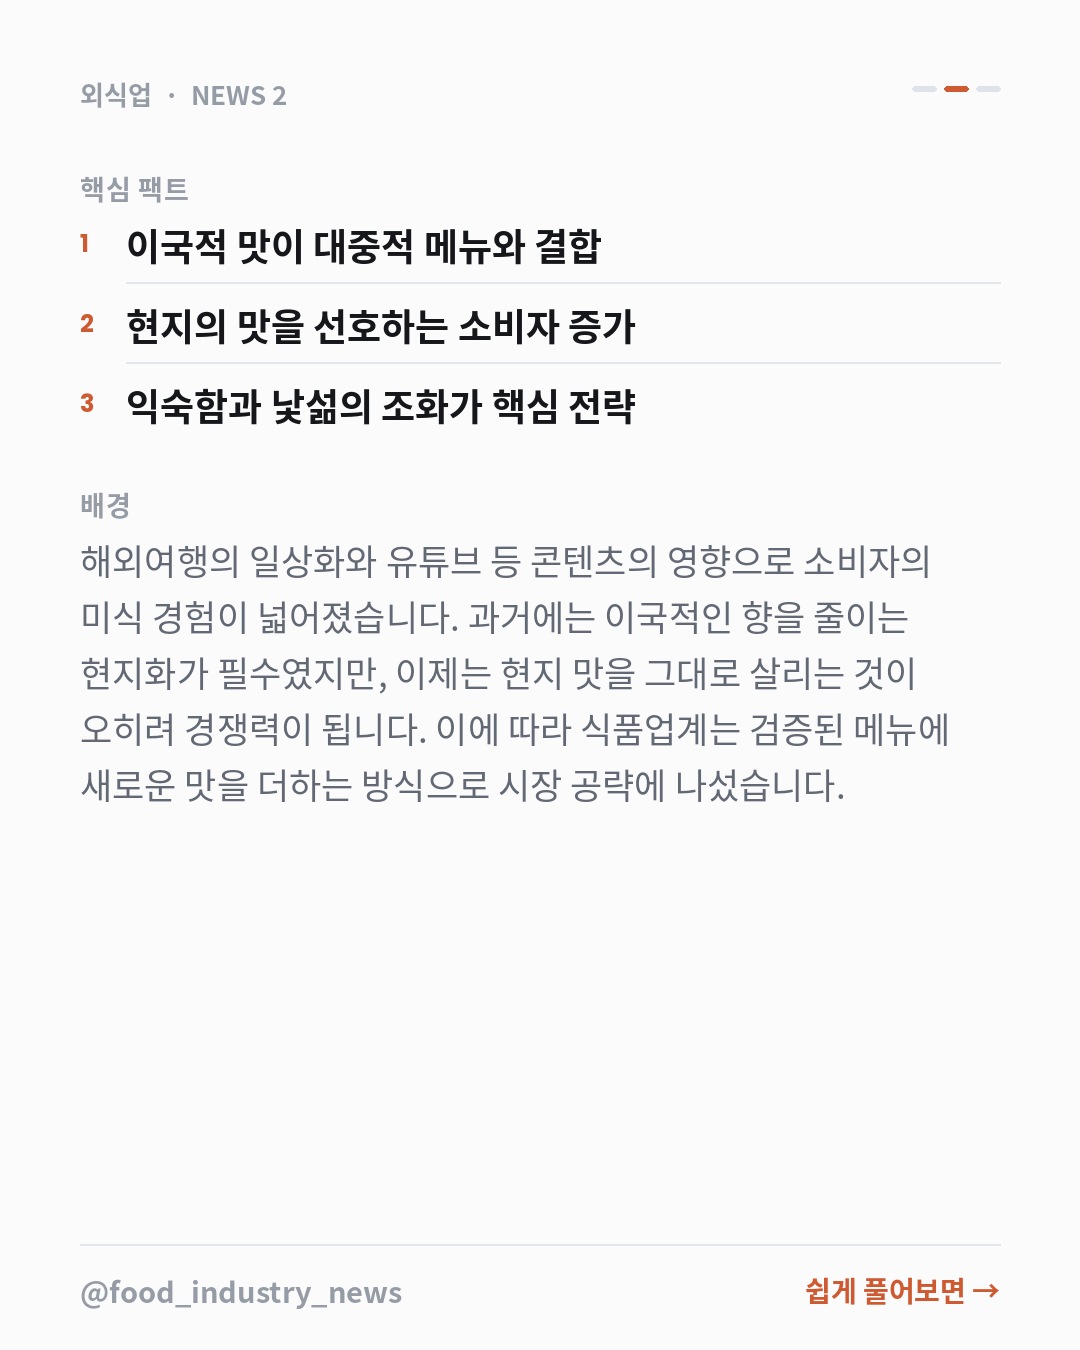 외식업 · NEWS 2
핵심 팩트
1 이국적 맛이 대중적 메뉴와 결합
2 현지의 맛을 선호하는 소비자 증가
3 익숙함과 낯섦의 조화가 핵심 전략
배경
해외여행의 일상화와 유튜브 등 콘텐츠의 영향으로 소비자의
미식 경험이 넓어졌습니다. 과거에는 이국적인 향을 줄이는
현지화가 필수였지만, 이제는 현지 맛을 그대로 살리는 것이
오히려 경쟁력이 됩니다. 이에 따라 식품업계는 검증된 메뉴에
새로운 맛을 더하는 방식으로 시장 공략에 나섰습니다.
@food_industry_news
쉽게 풀어보면 →